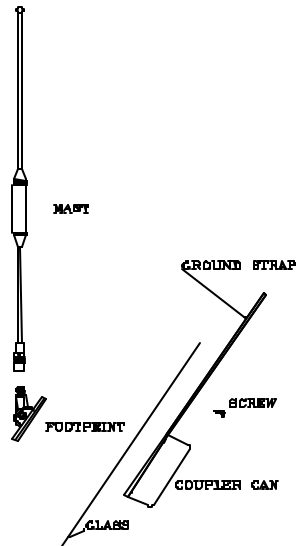 MAST
GROUND STRAP
SCREW
FOOTPRINT
COUPLER CAN
GLASS